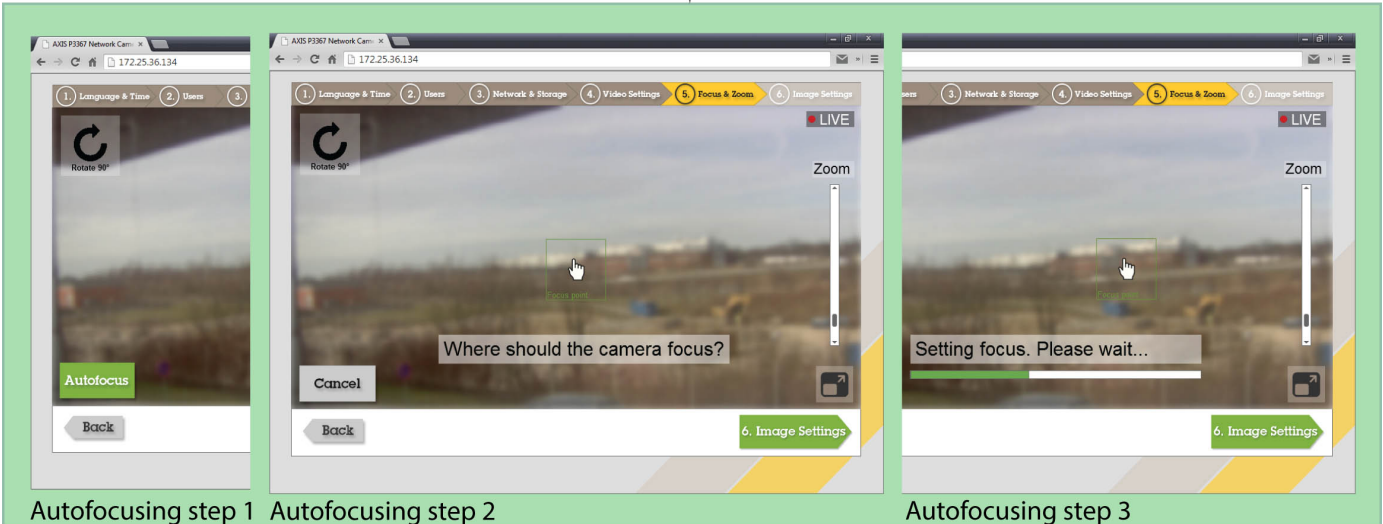 AXIS P3367 Network Cam
172.25.36.134
1. Language & Time 2. Users 3.
Rotate 90°
Autofocus
Back
Autofocusing step 1
AXIS P3367 Network Cam
172.25.36.134
1. Language & Time 2. Users 3. Network & Storage 4. Video Settings 5. Focus & Zoom 6. Image Settings
Rotate 90°
LIVE
Zoom
Focus point
Where should the camera focus?
Cancel
Back
6. Image Settings
Autofocusing step 2
sers 3. Network & Storage 4. Video Settings 5. Focus & Zoom 6. Image Settings
LIVE
Zoom
Focus point
Setting focus. Please wait...
6. Image Settings
Autofocusing step 3